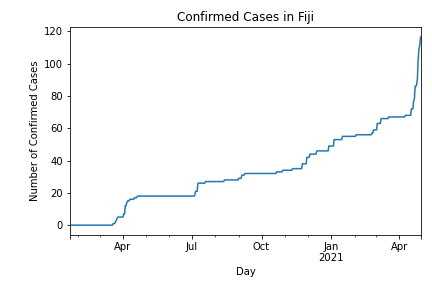 Confirmed Cases in Fiji
120
100
80
60
40
20
0
Number of Confirmed Cases
Apr
Jul
Oct
Jan
2021
Apr
Day